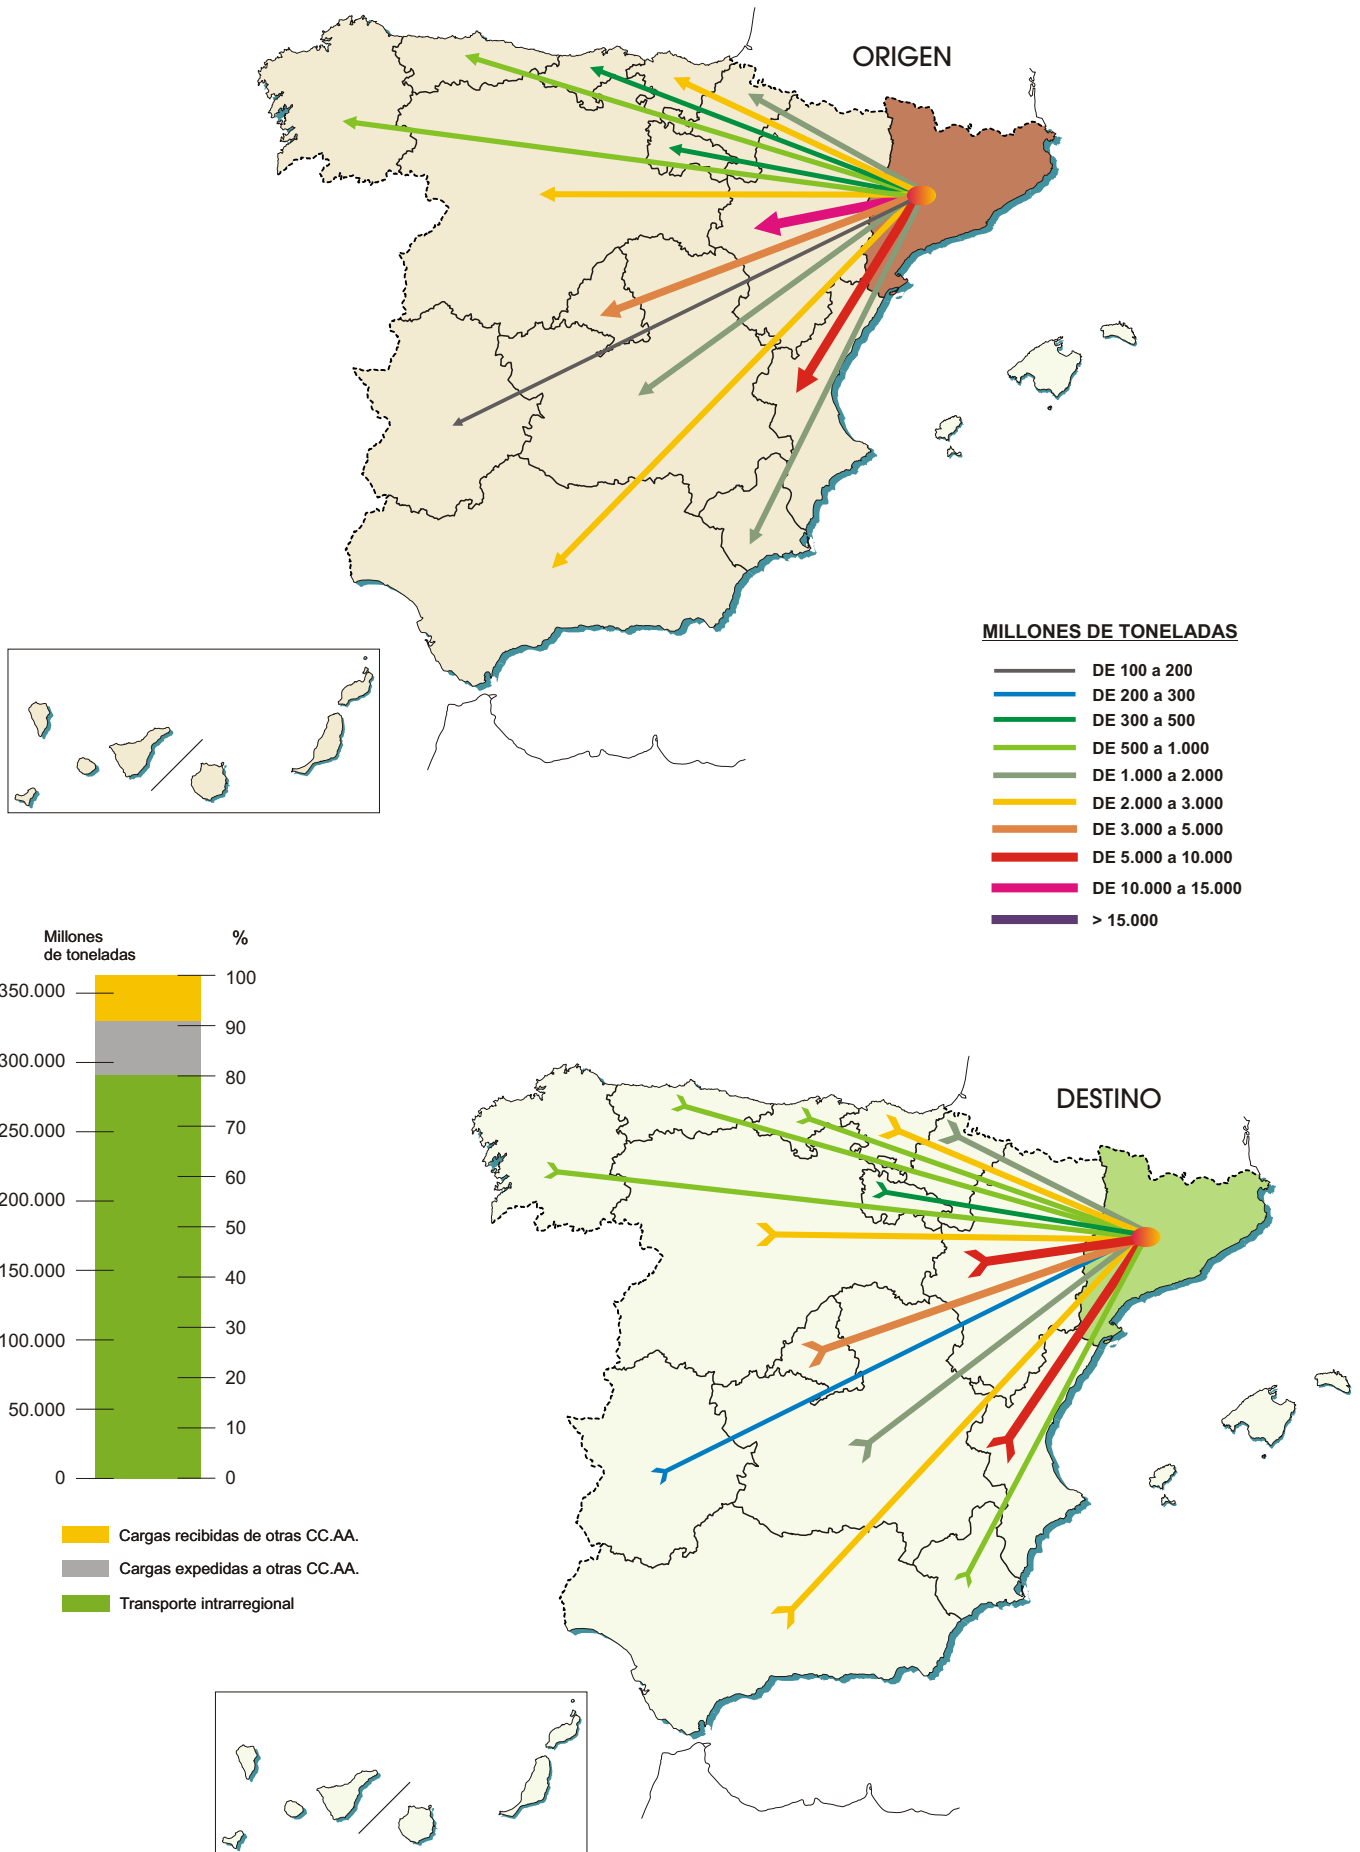 ORIGEN
MILLONES DE TONELADAS
DE 100 a 200
DE 200 a 300
DE 300 a 500
DE 500 a 1.000
DE 1.000 a 2.000
DE 2.000 a 3.000
DE 3.000 a 5.000
DE 5.000 a 10.000
DE 10.000 a 15.000
> 15.000
Millones
de toneladas
%
350.000
300.000
250.000
200.000
150.000
100.000
50.000
0
100
90
80
70
60
50
40
30
20
10
0
Cargas recibidas de otras CC.AA.
Cargas expedidas a otras CC.AA.
Transporte intrarregional
DESTINO